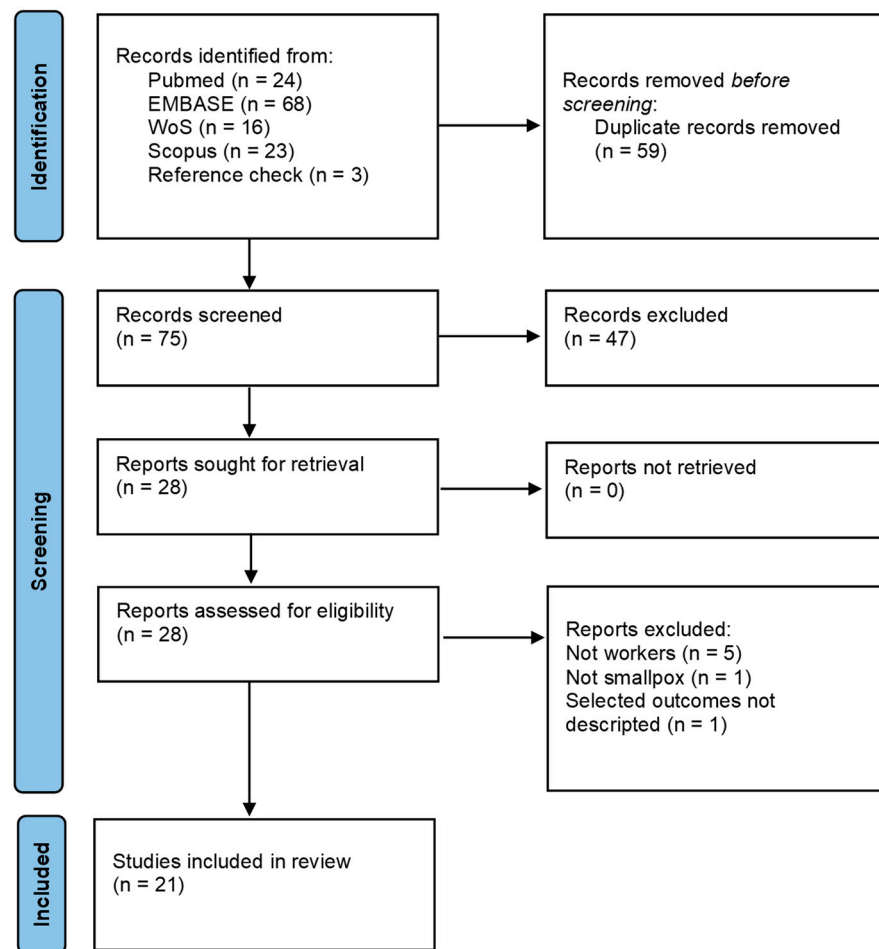 Identification
Records identified from:
Pubmed (n = 24)
EMBASE (n = 68)
WoS (n = 16)
Scopus (n = 23)
Reference check (n = 3)
Records removed before
screening:
Duplicate records removed
(n = 59)
Screening
Records screened
(n = 75)
Records excluded
(n = 47)
Reports sought for retrieval
(n = 28)
Reports not retrieved
(n = 0)
Reports assessed for eligibility
(n = 28)
Reports excluded:
Not workers (n = 5)
Not smallpox (n = 1)
Selected outcomes not
descripted (n = 1)
Included
Studies included in review
(n = 21)